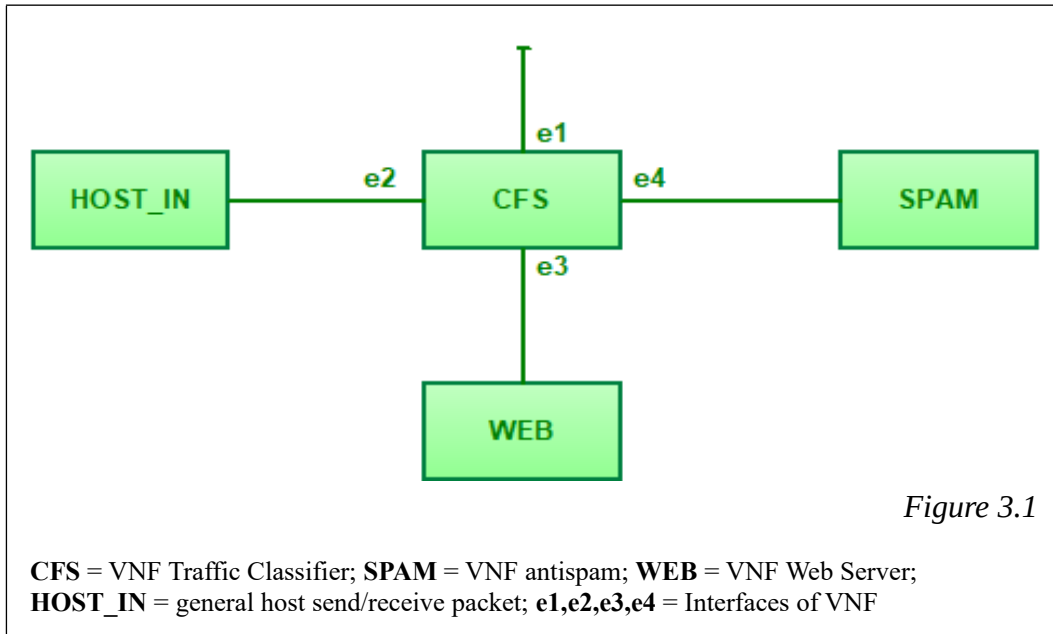 e1
HOST_IN e2 CFS e4 SPAM
e3
WEB
Figure 3.1
CFS = VNF Traffic Classifier; SPAM = VNF antispam; WEB = VNF Web Server;
HOST_IN = general host send/receive packet; e1,e2,e3,e4 = Interfaces of VNF